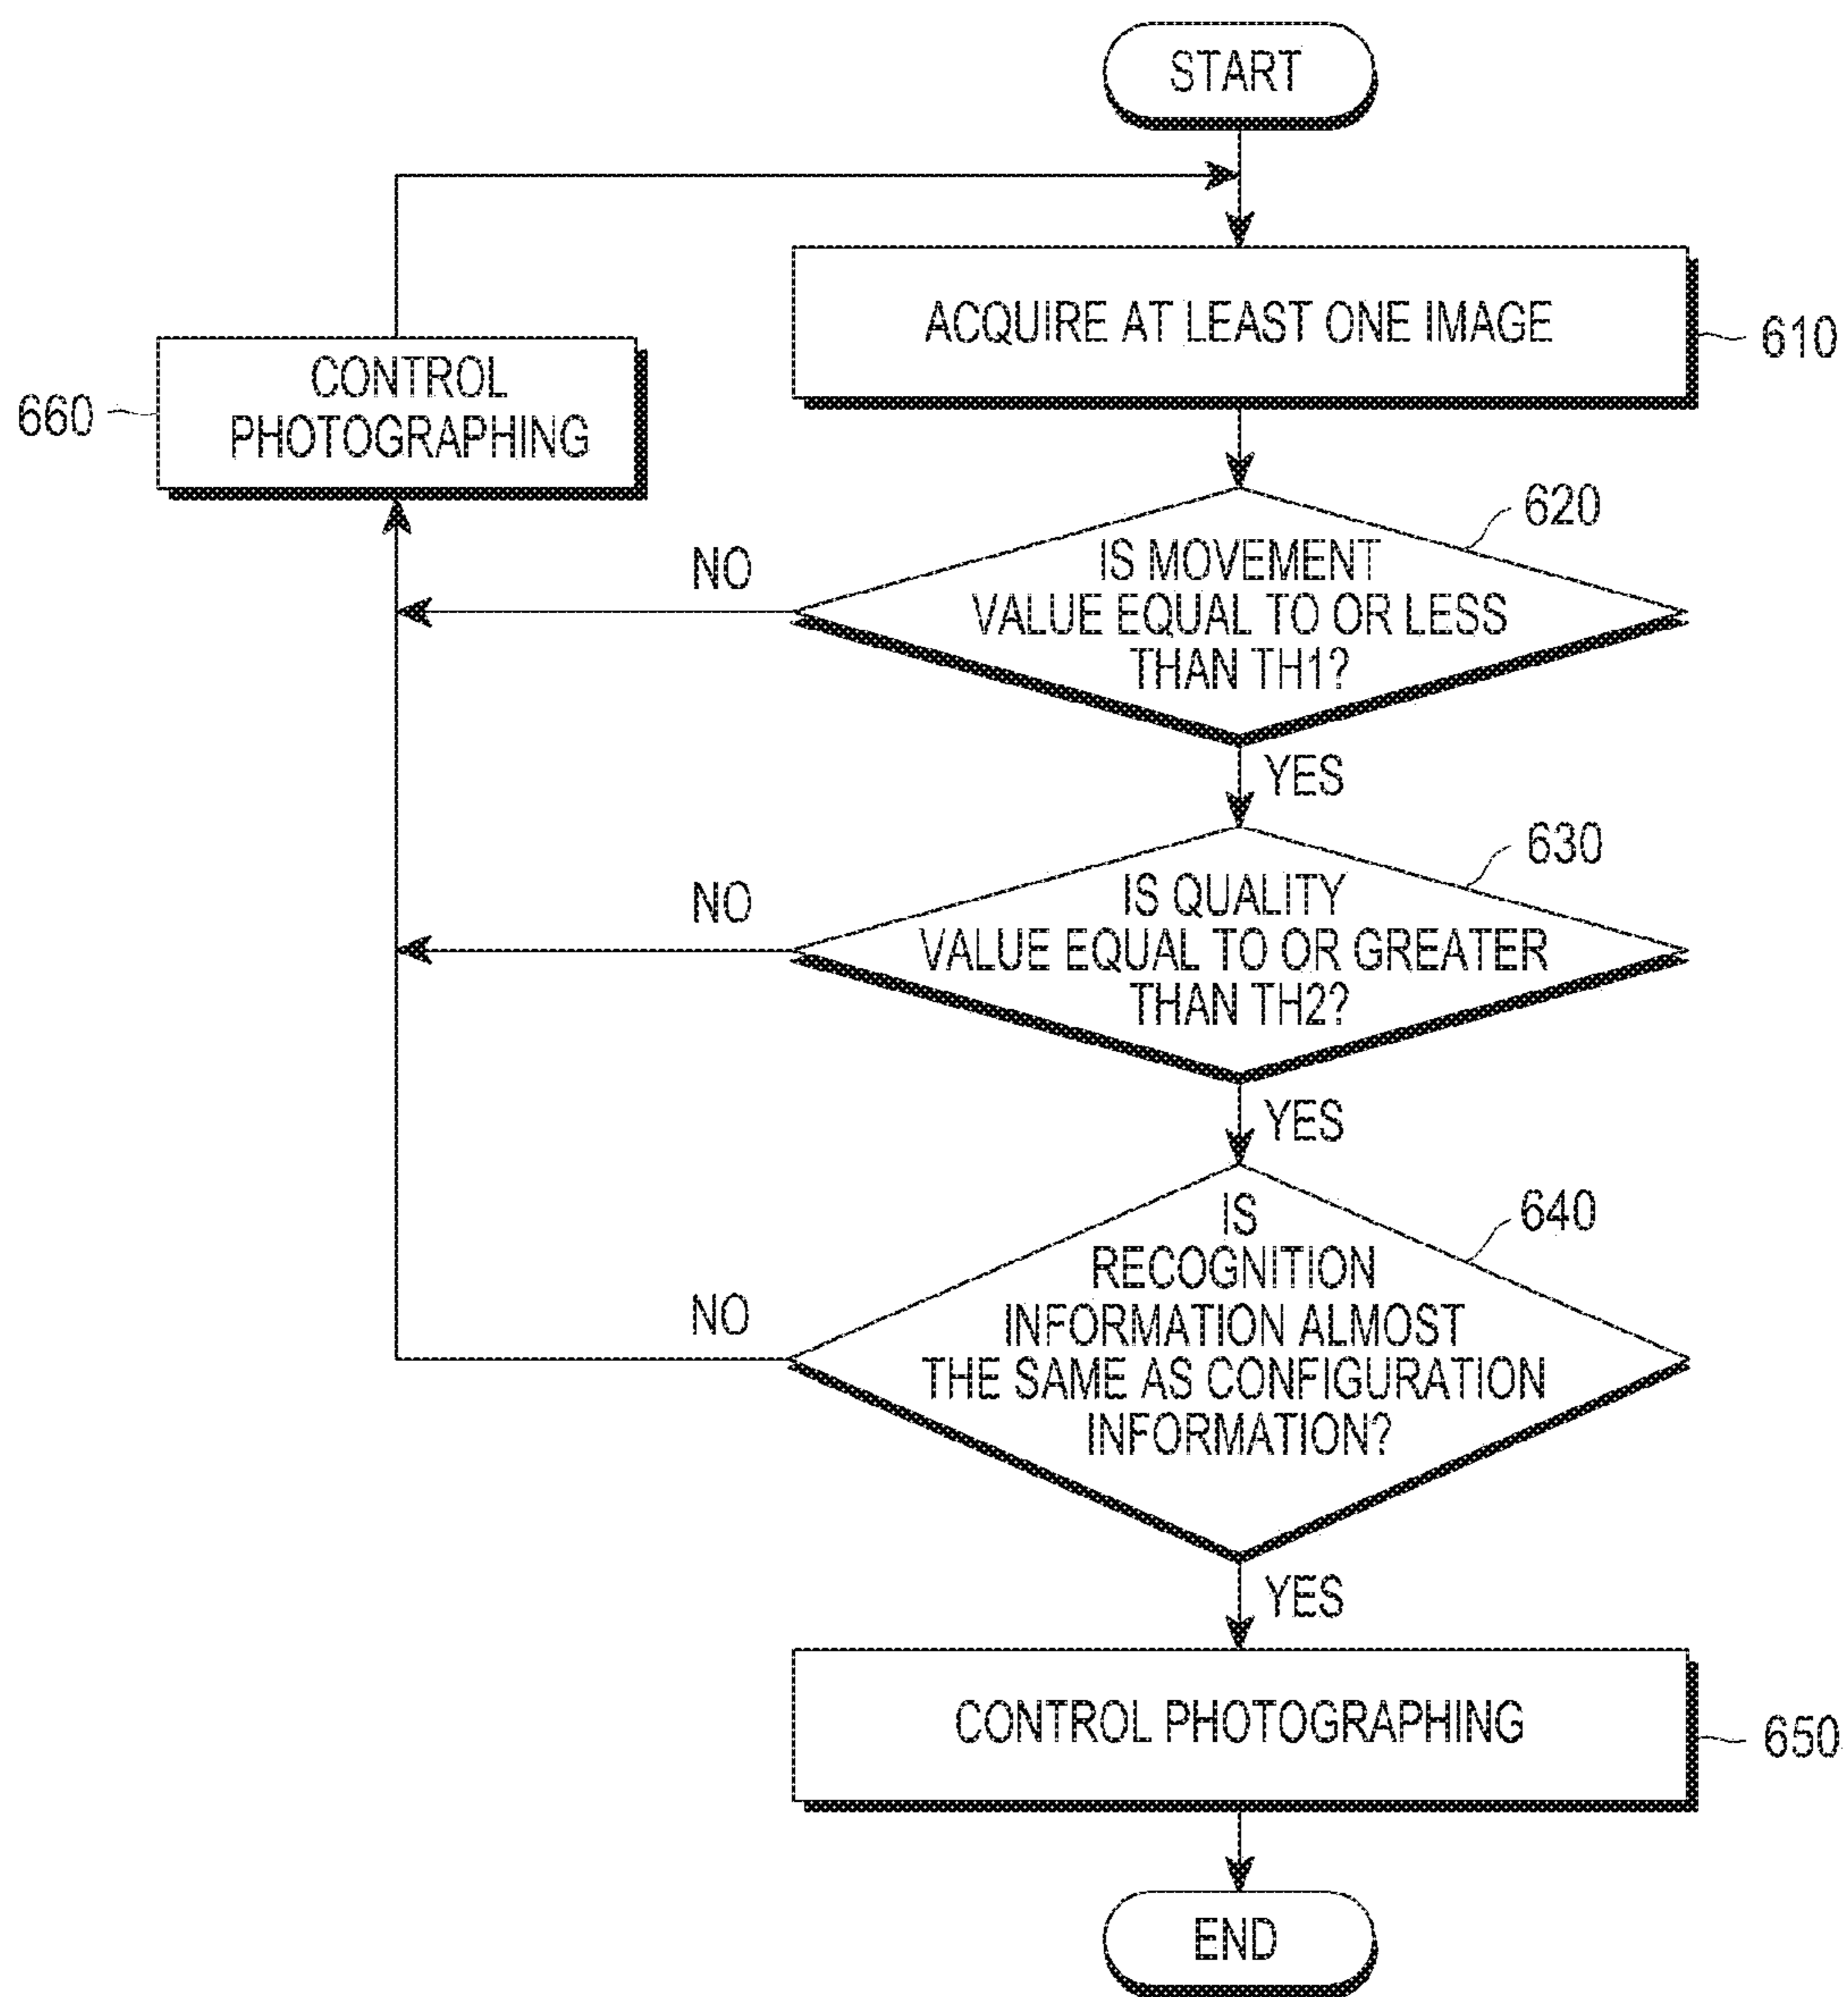 START
ACQUIRE AT LEAST ONE IMAGE
610
CONTROL
PHOTOGRAPHING
660
620
IS MOVEMENT
VALUE EQUAL TO OR LESS
THAN TH1?
NO
YES
630
IS QUALITY
VALUE EQUAL TO OR GREATER
THAN TH2?
NO
YES
640
IS
RECOGNITION
INFORMATION ALMOST
THE SAME AS CONFIGURATION
INFORMATION?
NO
YES
CONTROL PHOTOGRAPHING
650
END